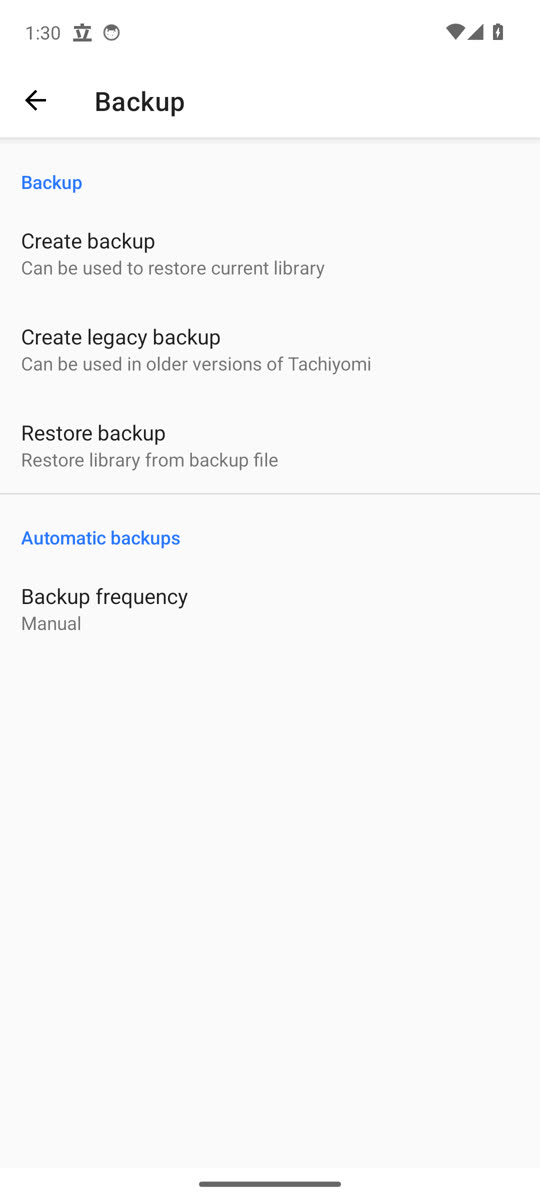 1:30 立
Backup
Backup
Create backup
Can be used to restore current library
Create legacy backup
Can be used in older versions of Tachiyomi
Restore backup
Restore library from backup file
Automatic backups
Backup frequency
Manual